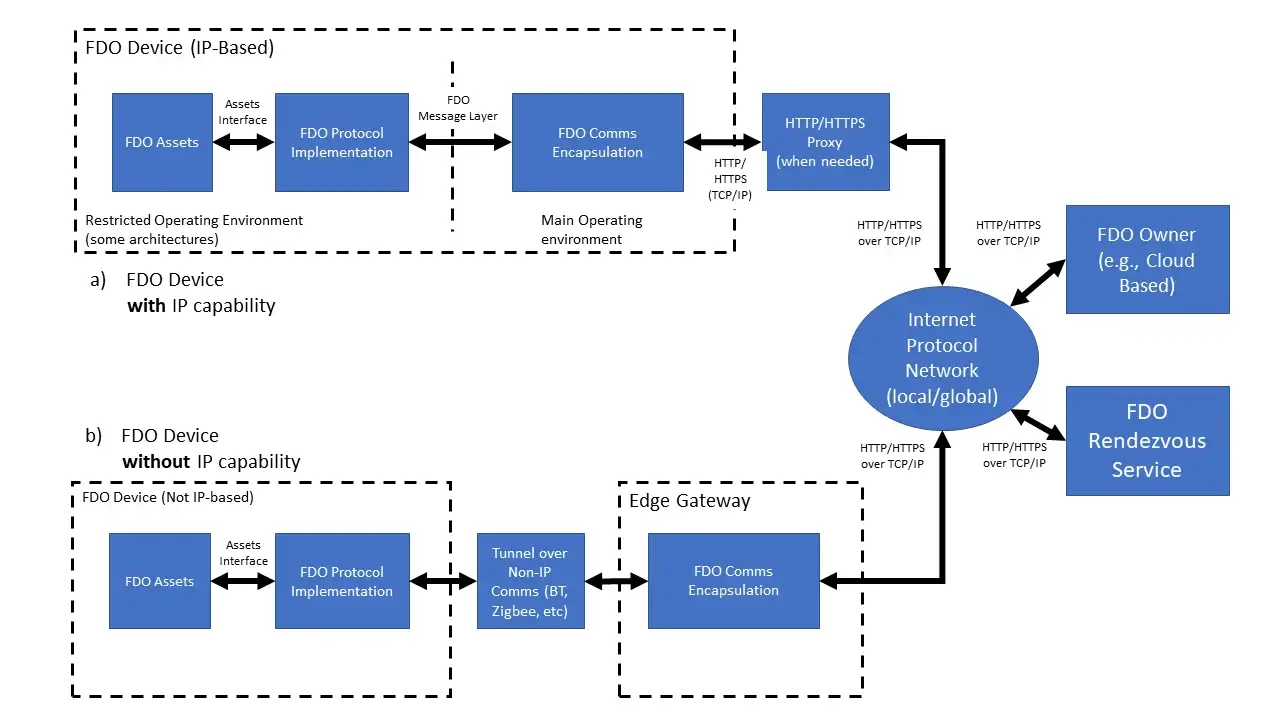 FDO Device (IP-Based)
FDO Assets
Assets
Interface
FDO Protocol
Implementation
FDO
Message Layer
FDO Comms
Encapsulation
HTTP/
HTTPS
(TCP/IP)
HTTP/HTTPS
Proxy
(when needed)
Restricted Operating Environment
(some architectures)
Main Operating
environment
a) FDO Device
with IP capability
HTTP/HTTPS
over TCP/IP
HTTP/HTTPS
over TCP/IP
FDO Owner
(e.g., Cloud
Based)
Internet
Protocol
Network
(local/global)
FDO
Rendezvous
Service
HTTP/HTTPS
over TCP/IP
HTTP/HTTPS
over TCP/IP
b) FDO Device
without IP capability
FDO Device (Not IP-based)
FDO Assets
Assets
Interface
FDO Protocol
Implementation
Tunnel over
Non-IP
Comms (BT,
Zigbee, etc)
Edge Gateway
FDO Comms
Encapsulation